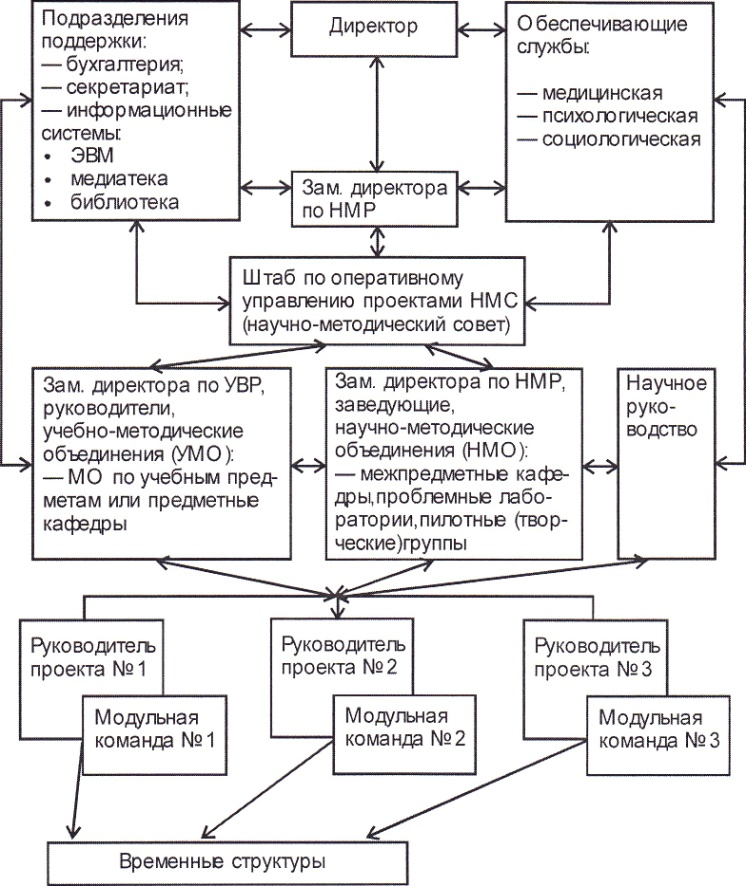 Подразделения
поддержки:
— бухгалтерия;
— секретариат;
— информационные
системы:
• ЭВМ
• медиатека
• библиотека
Директор
Обеспечивающие
службы:
— медицинская
— психологическая
— социологическая
Зам. директора
по НМР
Штаб по оперативному
управлению проектами НМС
(научно-методический совет)
Зам. директора по УВР,
руководители,
учебно-методические
объединения (УМО):
— МО по учебным пред-
метам или предметные
кафедры
Зам. директора по НМР,
заведующие,
научно-методические
объединения (НМО):
— межпредметные кафе-
дры,проблемные лабо-
ратории,пилотные (твор-
ческие)группы
Научное
руко-
водство
Руководитель
проекта №1
Модульная
команда №1
Руководитель
проекта №2
Модульная
команда №2
Руководитель
проекта №3
Модульная
команда №3
Временные структуры